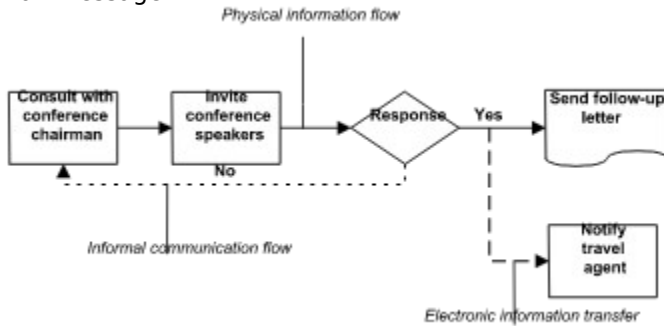 Physical information flow
Consult with
conference
chairman
Invite
conference
speakers
Response
Yes
Send follow-up
letter
No
Informal communication flow
Notify
travel
agent
Electronic information transfer